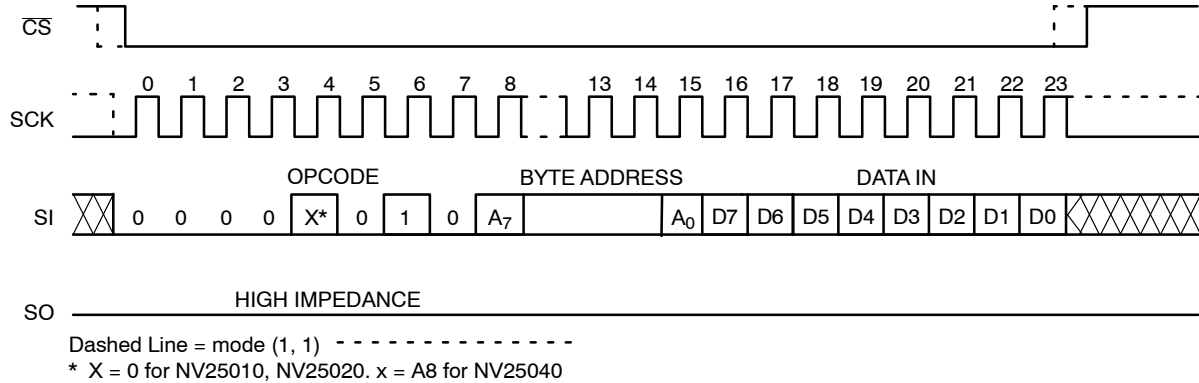 CS
0 1 2 3 4 5 6 7 8 13 14 15 16 17 18 19 20 21 22 23
SCK
OPCODE BYTE ADDRESS DATA IN
SI 0 0 0 0 X* 0 1 0 A7 A0 D7 D6 D5 D4 D3 D2 D1 D0
HIGH IMPEDANCE
SO
Dashed Line = mode (1, 1)
* X = 0 for NV25010, NV25020. x = A8 for NV25040